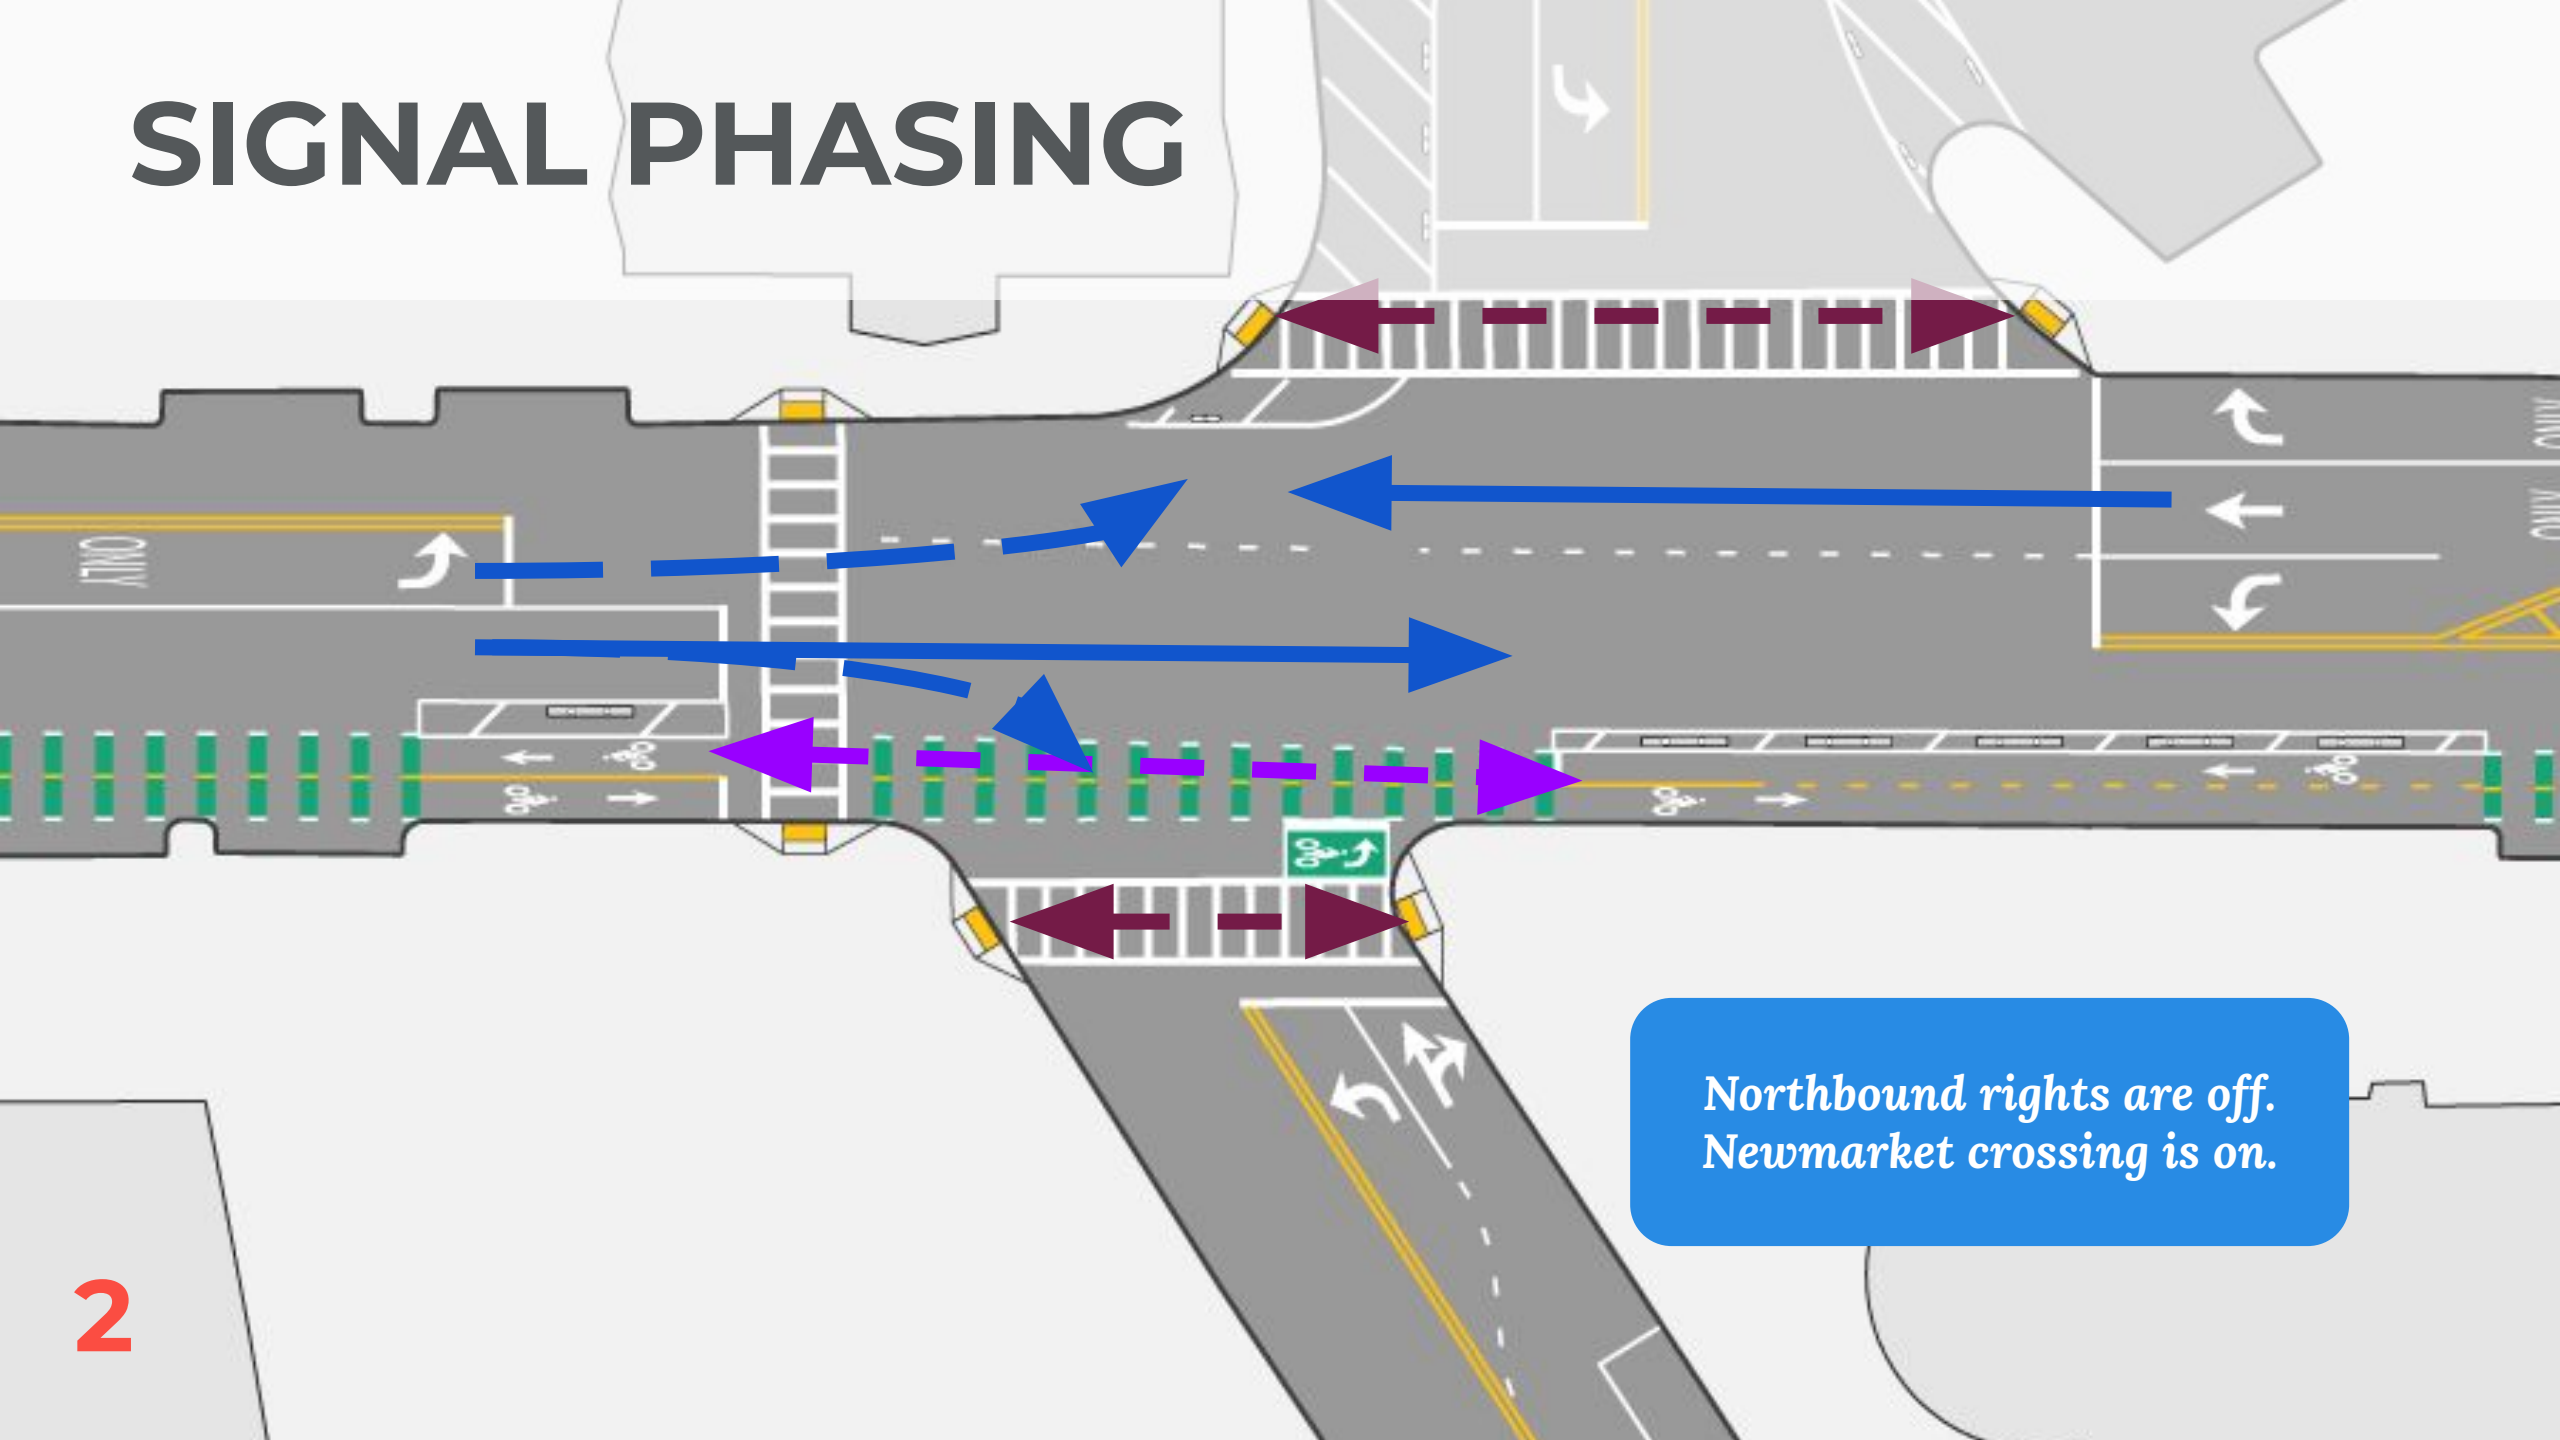 SIGNAL PHASING
ONLY
ONLY
ONLY
Northbound rights are off.
Newmarket crossing is on.
2